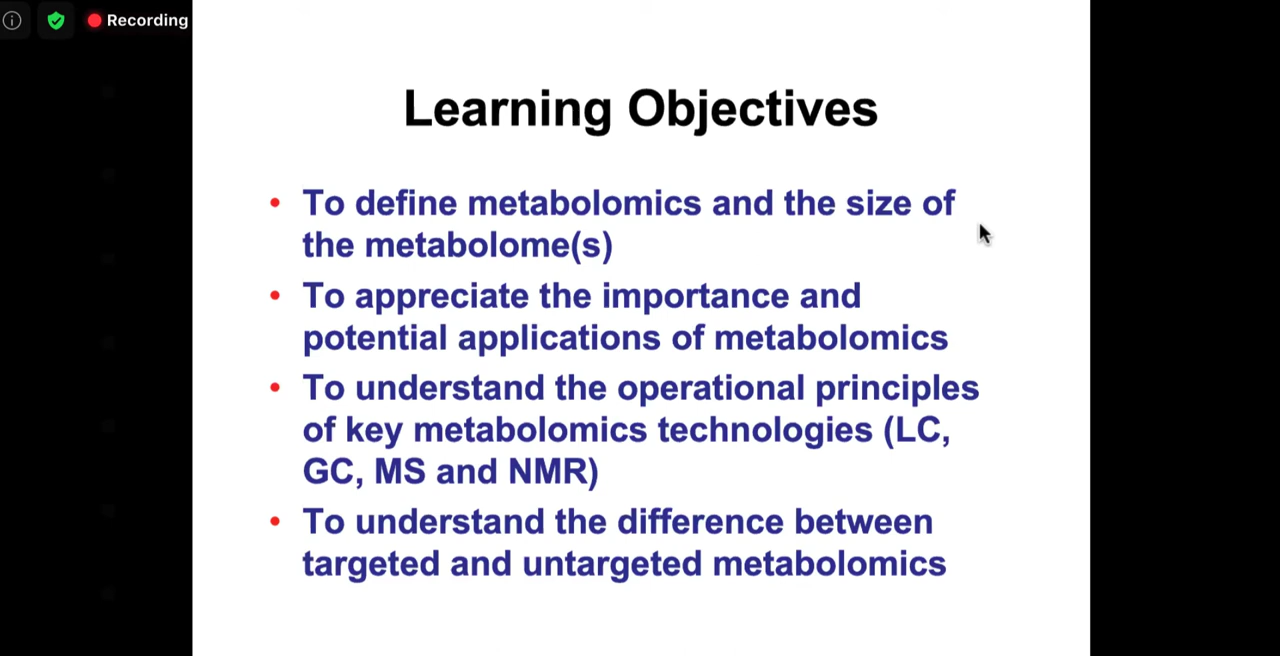 Recording
Learning Objectives
• To define metabolomics and the size of
the metabolome(s)
• To appreciate the importance and
potential applications of metabolomics
• To understand the operational principles
of key metabolomics technologies (LC,
GC, MS and NMR)
• To understand the difference between
targeted and untargeted metabolomics